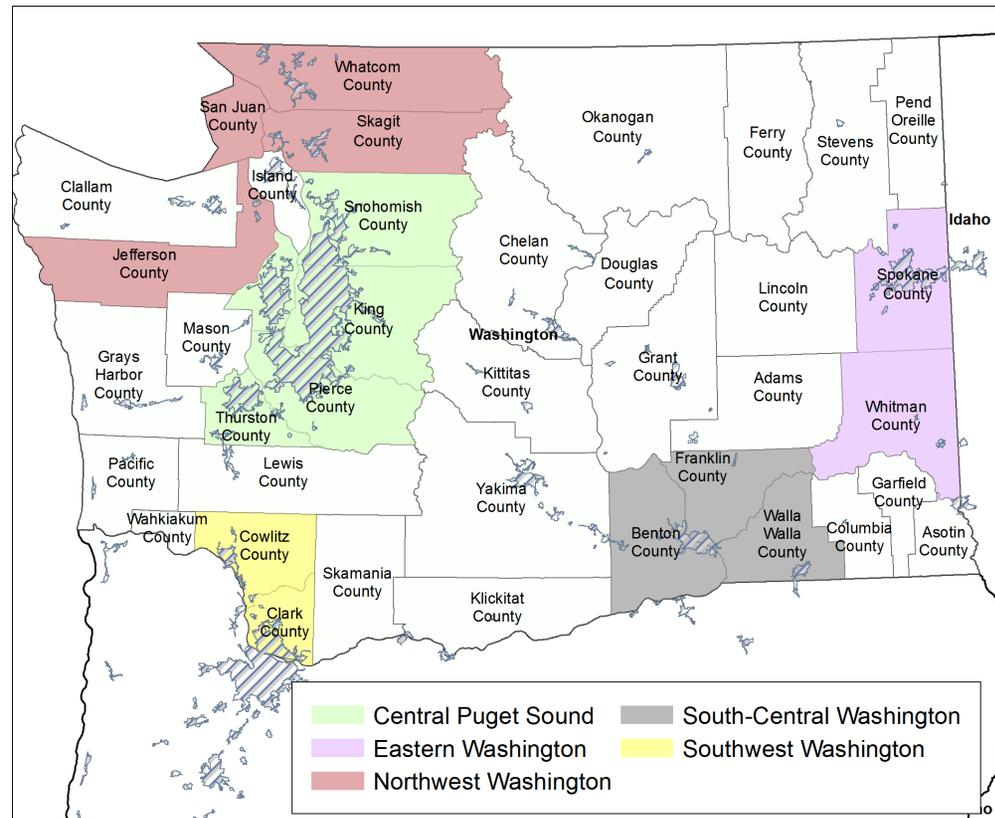 Whatcom
County
San Juan
County
Skagit
County
Okanogan
County
Ferry
County
Stevens
County
Pend
Oreille
County
Clallam
County
Island
County
Snohomish
County
Idaho
Jefferson
County
Chelan
County
Douglas
County
Spokane
County
Lincoln
County
King
County
Mason
County
Washington
Grays
Harbor
County
Kittitas
County
Grant
County
Adams
County
Pierce
County
Thurston
County
Whitman
County
Pacific
County
Lewis
County
Franklin
County
Garfield
County
Yakima
County
Wahkiakum
County
Cowlitz
County
Benton
County
Walla
Walla
County
Columbia
County
Asotin
County
Skamania
County
Klickitat
County
Clark
County
Central Puget Sound
South-Central Washington
Eastern Washington
Southwest Washington
Northwest Washington